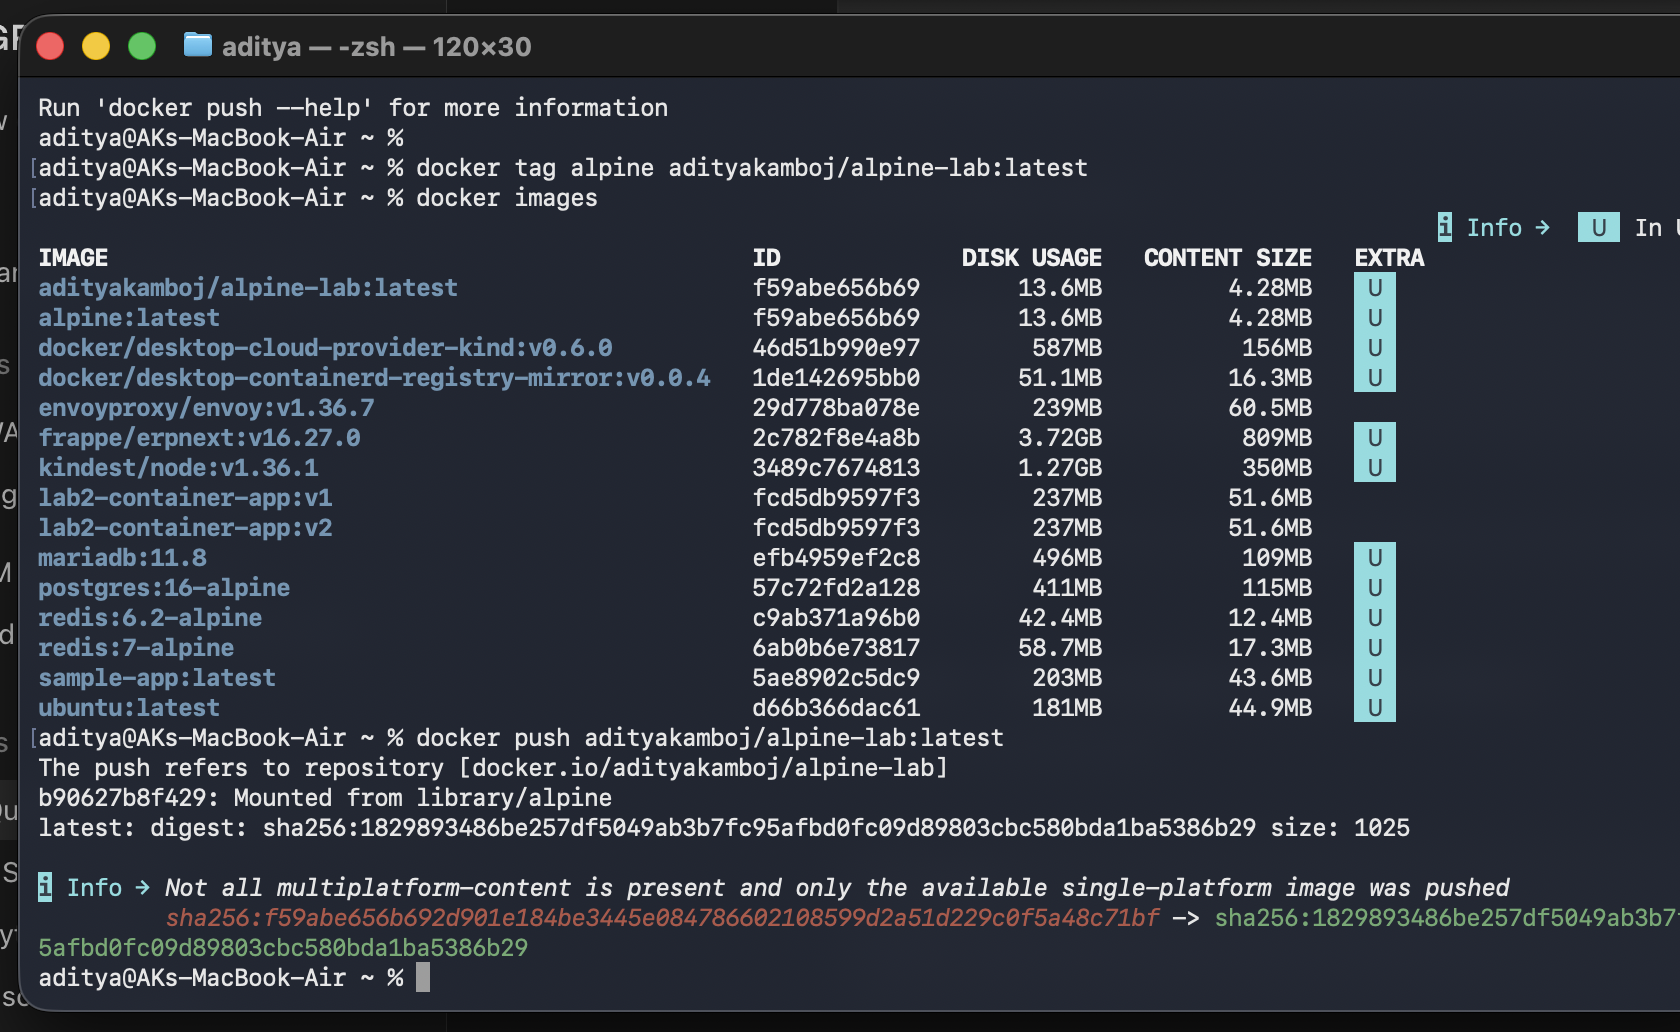 aditya — -zsh — 120×30
Run 'docker push --help' for more information
aditya@AKs-MacBook-Air ~ %
[aditya@AKs-MacBook-Air ~ % docker tag alpine adityakamboj/alpine-lab:latest
[aditya@AKs-MacBook-Air ~ % docker images
i Info → U In
IMAGE ID DISK USAGE CONTENT SIZE EXTRA
adityakamboj/alpine-lab:latest f59abe656b69 13.6MB 4.28MB U
alpine:latest f59abe656b69 13.6MB 4.28MB U
docker/desktop-cloud-provider-kind:v0.6.0 46d51b990e97 587MB 156MB U
docker/desktop-containerd-registry-mirror:v0.0.4 1de142695bb0 51.1MB 16.3MB U
envoyproxy/envoy:v1.36.7 29d778ba078e 239MB 60.5MB
frappe/erpnext:v16.27.0 2c782f8e4a8b 3.72GB 809MB U
kindest/node:v1.36.1 3489c7674813 1.27GB 350MB U
lab2-container-app:v1 fcd5db9597f3 237MB 51.6MB
lab2-container-app:v2 fcd5db9597f3 237MB 51.6MB
mariadb:11.8 efb4959ef2c8 496MB 109MB U
postgres:16-alpine 57c72fd2a128 411MB 115MB U
redis:6.2-alpine c9ab371a96b0 42.4MB 12.4MB U
redis:7-alpine 6ab0b6e73817 58.7MB 17.3MB U
sample-app:latest 5ae8902c5dc9 203MB 43.6MB U
ubuntu:latest d66b366dac61 181MB 44.9MB U
[aditya@AKs-MacBook-Air ~ % docker push adityakamboj/alpine-lab:latest
The push refers to repository [docker.io/adityakamboj/alpine-lab]
b90627b8f429: Mounted from library/alpine
latest: digest: sha256:1829893486be257df5049ab3b7fc95afbd0fc09d89803cbc580bda1ba5386b29 size: 1025
i Info → Not all multiplatform-content is present and only the available single-platform image was pushed
sha256:f59abe656b692d901e184be3445e084786602108599d2a51d229c0f5a48c71bf -> sha256:1829893486be257df5049ab3b7
5afbd0fc09d89803cbc580bda1ba5386b29
aditya@AKs-MacBook-Air ~ %